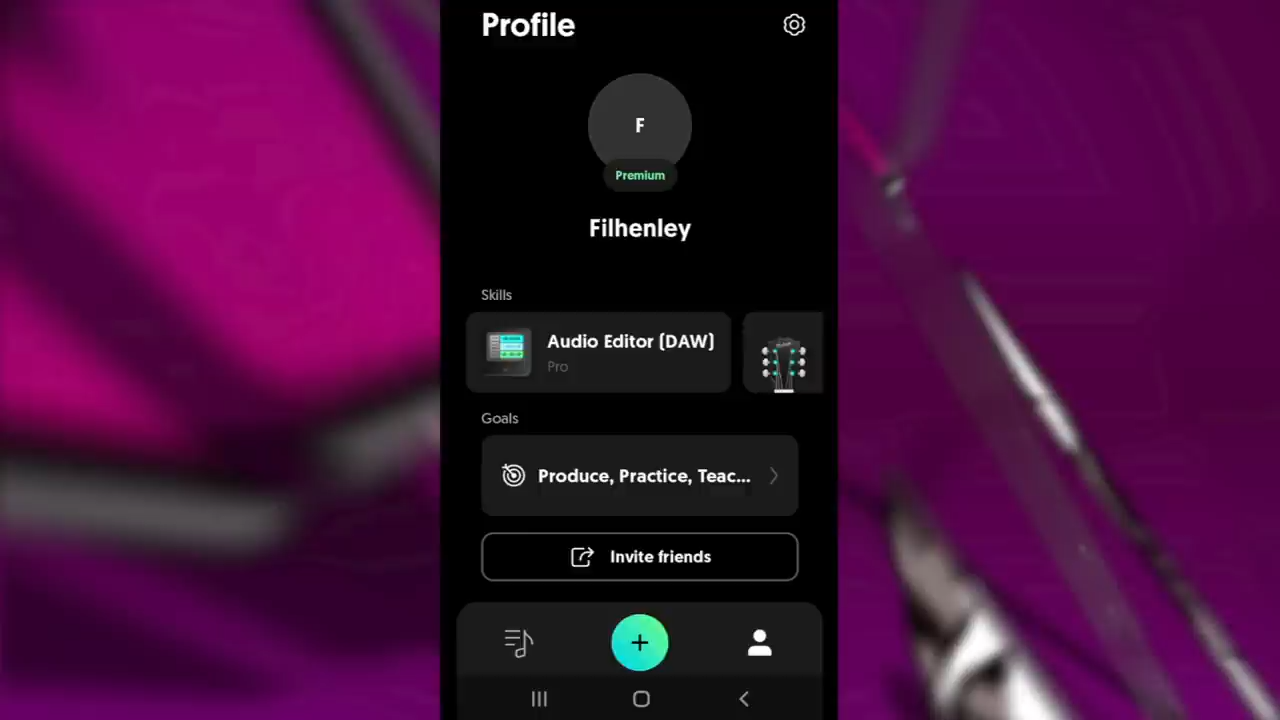 Profile
F
Premium
Filhenley
Skills
Audio Editor (DAW)
Pro
Goals
Produce, Practice, Teac...
Invite friends